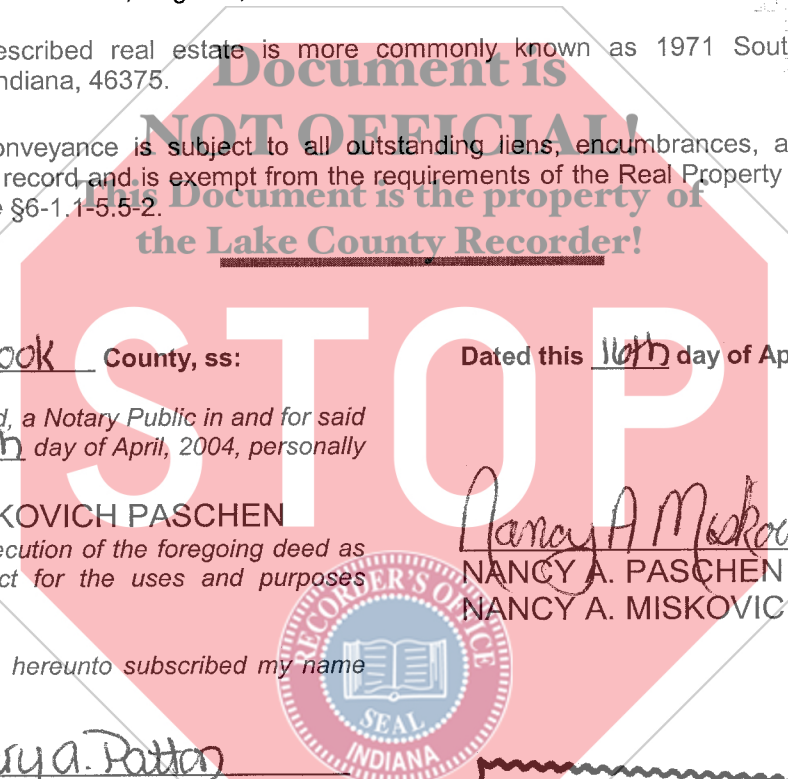 escribed real estate is more commonly known as 1971 Sout
ndiana, 46375.
Document is
NOT OFFICIAL!
onveyance is subject to all outstanding liens, encumbrances, a
record and is exempt from the requirements of the Real Property
This Document is the property of
§6-1.1-5.5-2.
the Lake County Recorder!
STOP
ook County, ss:
Dated this 16th day of Ap
d, a Notary Public in and for said
h day of April, 2004, personally
KOVICH PASCHEN
ecution of the foregoing deed as
ct for the uses and purposes
Nancy A Miskov
NANCY A. PASCHEN
NANCY A. MISKOVIC
RECORDER'S OFFICE
hereunto subscribed my name
SEAL
INDIANA
ry a. Patton